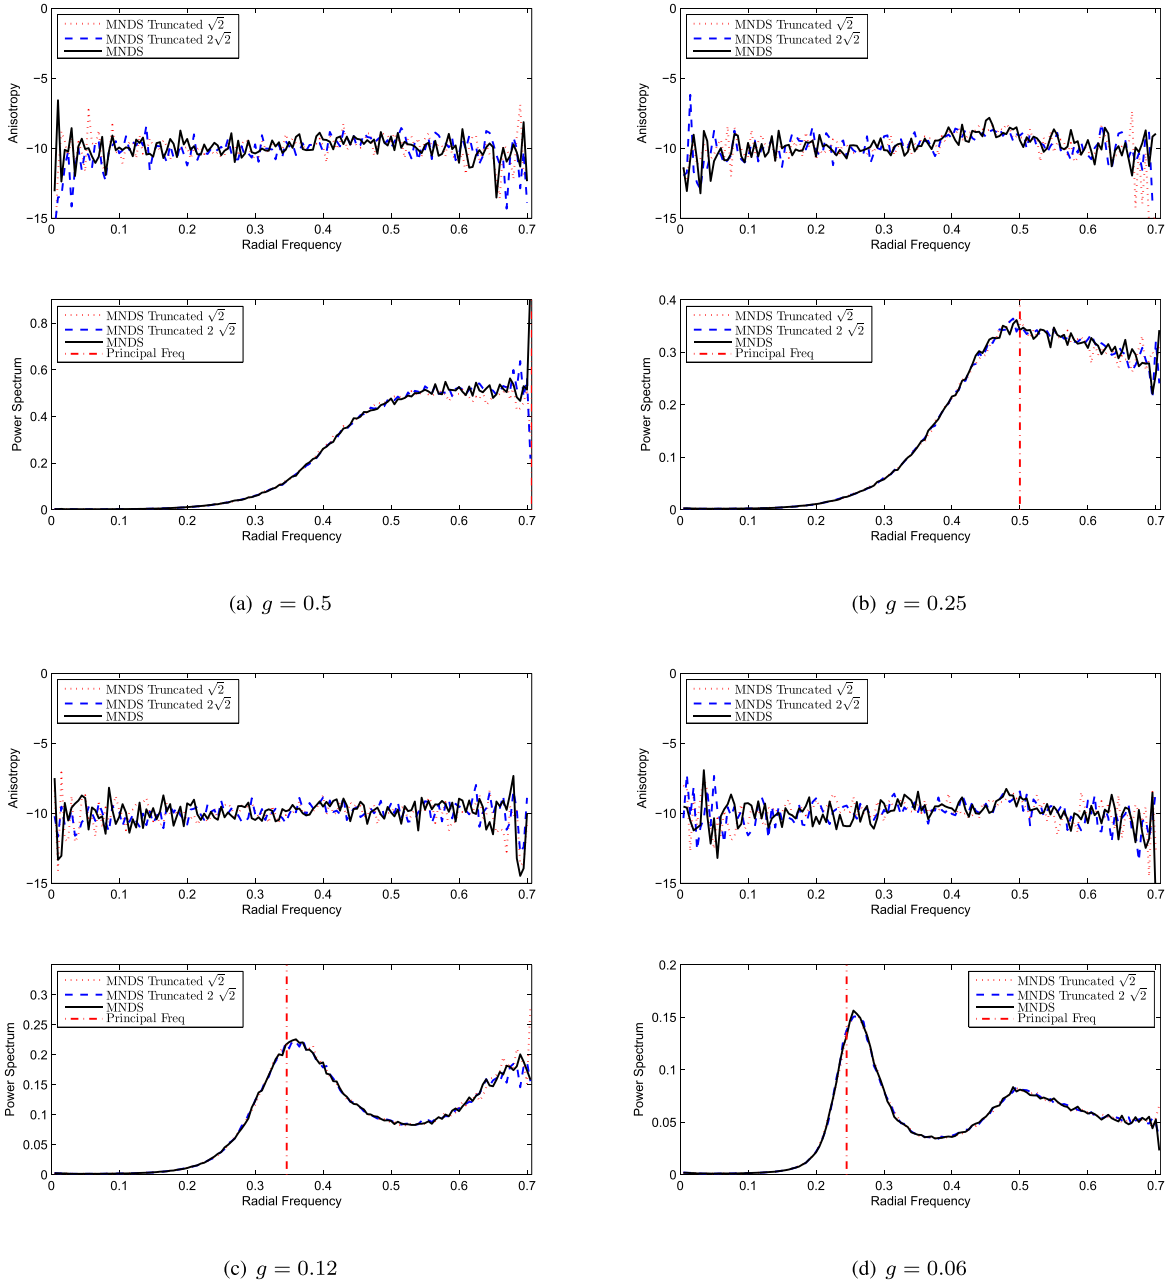 0
−5
−10
−15
Anisotropy
MNDS Truncated √2
MNDS Truncated 2√2
MNDS
0 0.1 0.2 0.3 0.4 0.5 0.6 0.7
Radial Frequency
0.8
0.6
0.4
0.2
0
Power Spectrum
MNDS Truncated √2
MNDS Truncated 2 √2
MNDS
Principal Freq
0 0.1 0.2 0.3 0.4 0.5 0.6 0.7
Radial Frequency
(a) g = 0.5
0
−5
−10
−15
Anisotropy
MNDS Truncated √2
MNDS Truncated 2√2
MNDS
0 0.1 0.2 0.3 0.4 0.5 0.6 0.7
Radial Frequency
0.4
0.3
0.2
0.1
0
Power Spectrum
MNDS Truncated √2
MNDS Truncated 2 √2
MNDS
Principal Freq
0 0.1 0.2 0.3 0.4 0.5 0.6 0.7
Radial Frequency
(b) g = 0.25
0
−5
−10
−15
Anisotropy
MNDS Truncated √2
MNDS Truncated 2√2
MNDS
0 0.1 0.2 0.3 0.4 0.5 0.6 0.7
Radial Frequency
0.3
0.25
0.2
0.15
0.1
0.05
0
Power Spectrum
MNDS Truncated √2
MNDS Truncated 2 √2
MNDS
Principal Freq
0 0.1 0.2 0.3 0.4 0.5 0.6 0.7
Radial Frequency
(c) g = 0.12
0
−5
−10
−15
Anisotropy
MNDS Truncated √2
MNDS Truncated 2√2
MNDS
0 0.1 0.2 0.3 0.4 0.5 0.6 0.7
Radial Frequency
0.2
0.15
0.1
0.05
0
Power Spectrum
MNDS Truncated √2
MNDS Truncated 2 √2
MNDS
Principal Freq
0 0.1 0.2 0.3 0.4 0.5 0.6 0.7
Radial Frequency
(d) g = 0.06